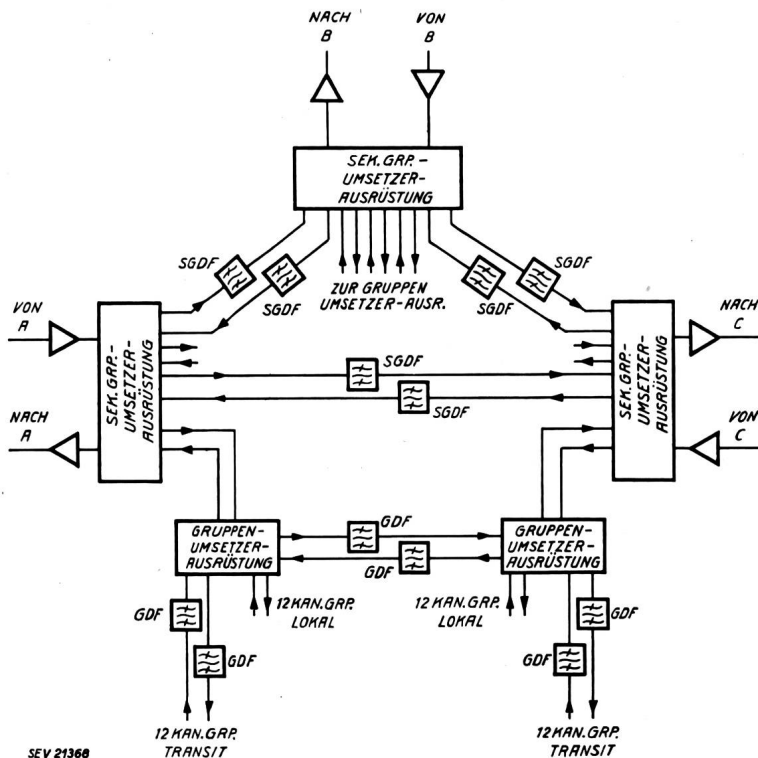 NACH
B
VON
B
SEK. GRP. –
UMSETZER-
AUSRÜSTUNG
SGDF
SGDF
ZUR GRUPPEN
UMSETZER-AUSR.
SGDF
SGDF
VON
A
NACH
A
SEK. GRP.-
UMSETZER-
AUSRÜSTUNG
SGDF
SGDF
SEK. GRP.-
UMSETZER-
AUSRÜSTUNG
NACH
C
VON
C
GRUPPEN-
UMSETZER-
AUSRÜSTUNG
GDF
GDF
GRUPPEN-
UMSETZER-
AUSRÜSTUNG
12 KAN. GRP.
LOKAL
12 KAN. GRP.
LOKAL
GDF
GDF
GDF
GDF
12 KAN. GRP.
TRANSIT
12 KAN. GRP.
TRANSIT
SEV 21368